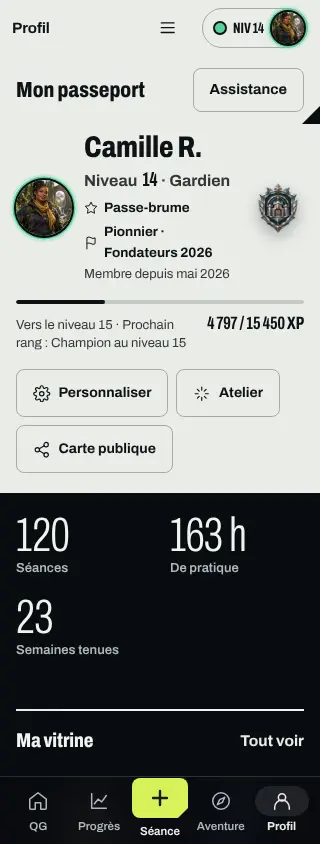 Profil
NIV 14
Mon passeport
Assistance
Camille R.
Niveau 14 · Gardien
Passe-brume
Pionnier ·
Fondateurs 2026
Membre depuis mai 2026
Vers le niveau 15 · Prochain
rang : Champion au niveau 15
4 797 / 15 450 XP
Personnaliser
Atelier
Carte publique
120
Séances
163 h
De pratique
23
Semaines tenues
Ma vitrine
Tout voir
QG
Progrès
Séance
Aventure
Profil